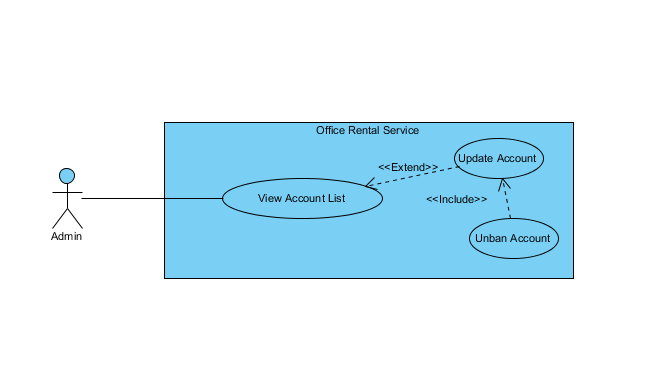 Office Rental Service
Update Account
<<Extend>>
View Account List
<<Include>>
Unban Account
Admin